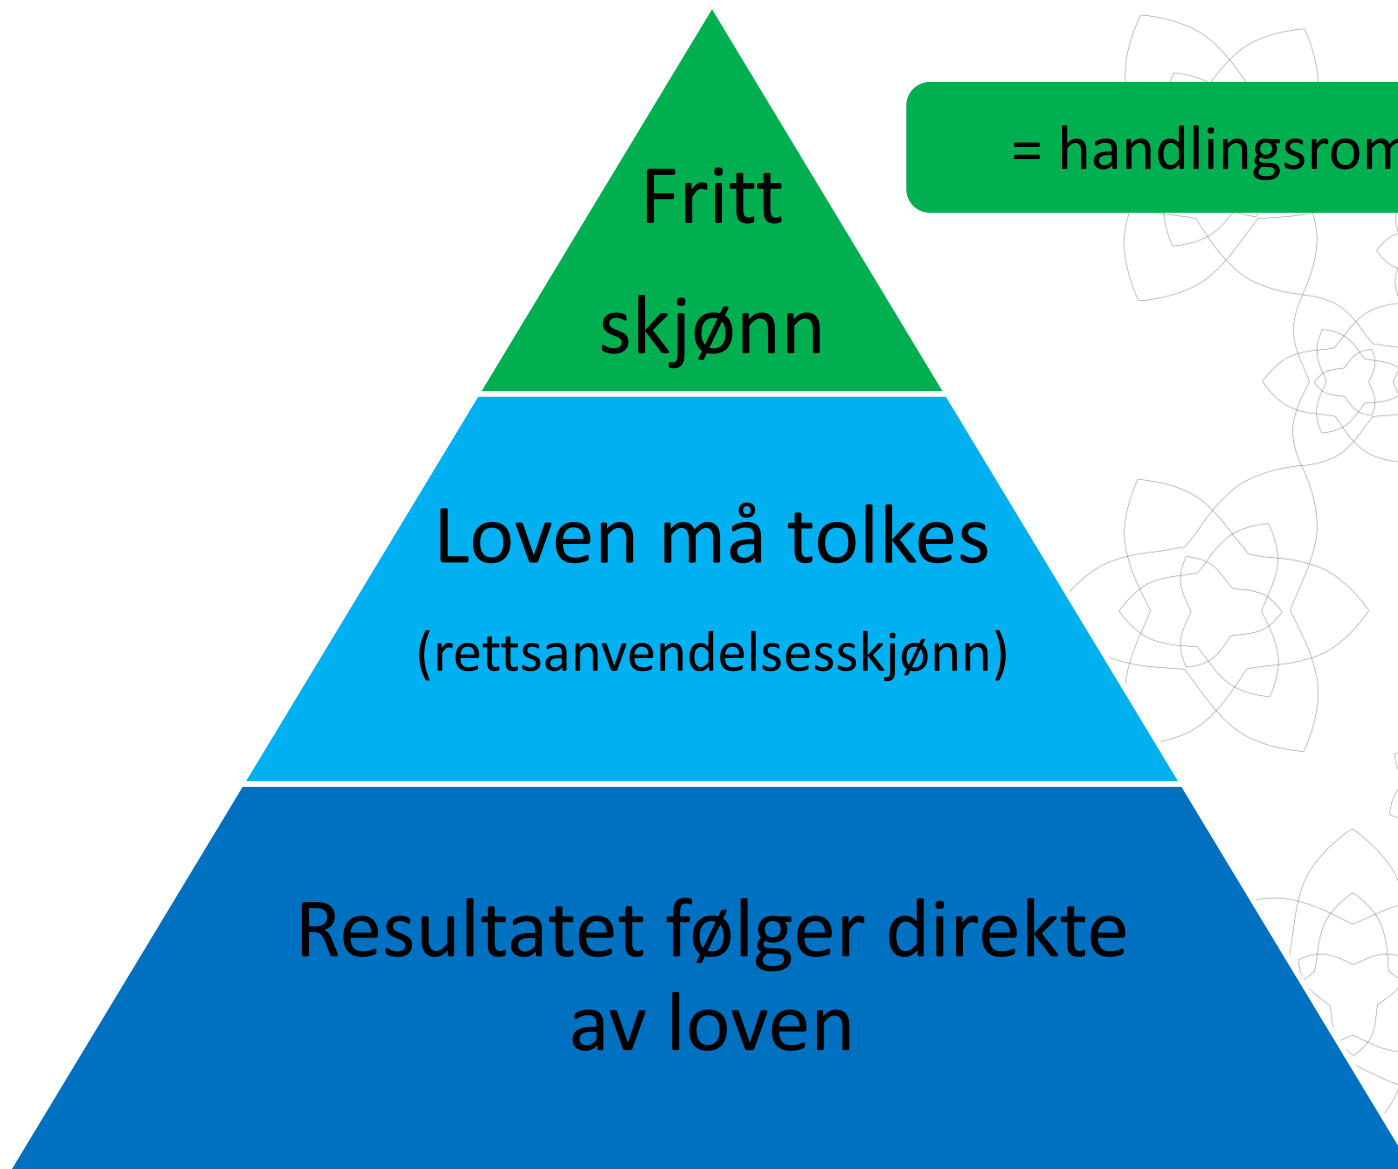 Fritt
skjønn
= handlingsrom
Loven må tolkes
(rettsanvendelsesskjønn)
Resultatet følger direkte
av loven